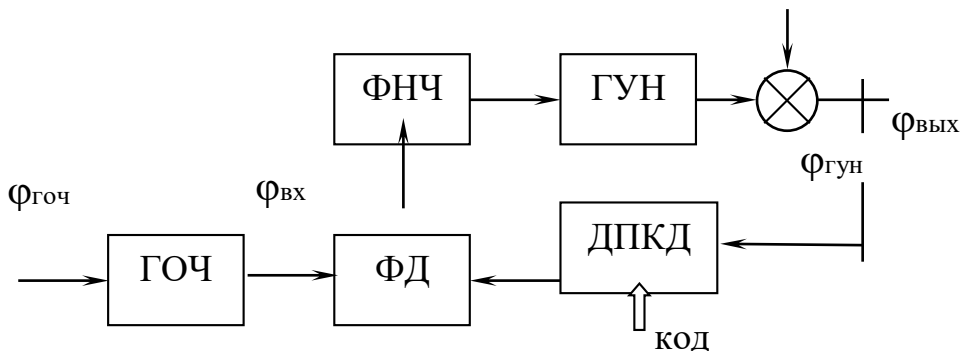 ФНЧ
ГУН
φвых
φгун
φгоч
φвх
ДПКД
ГОЧ
ФД
код